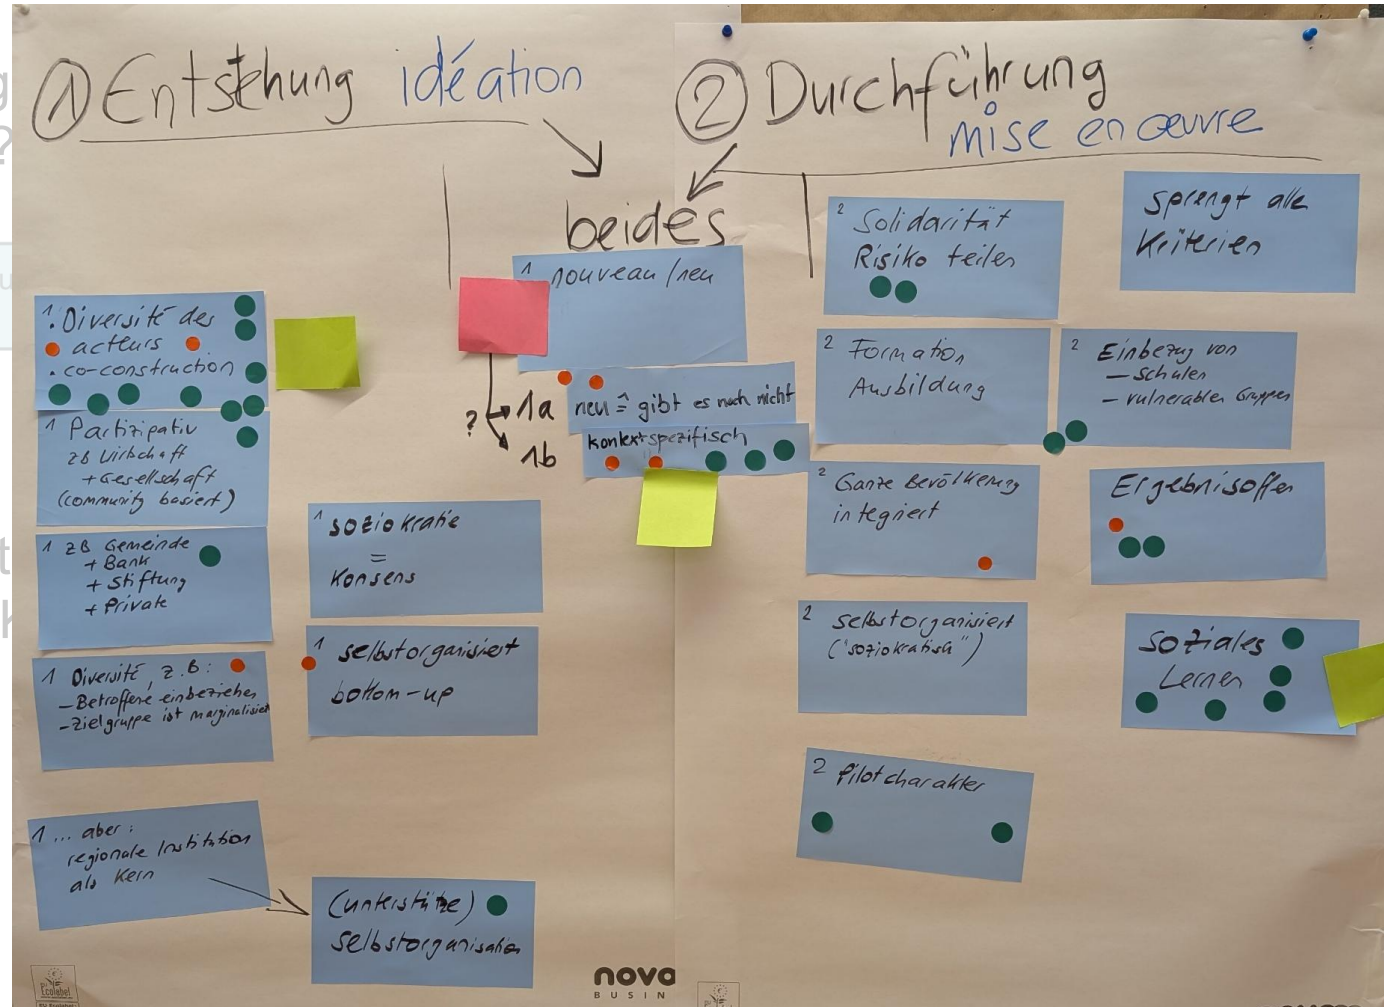 ① Entstehung idéation
② Durchführung
mise en œuvre
beides
1 . Diversité des
acteurs
. co-construction
1 Partizipativ
zB Wirtschaft
+ Gesellschaft
(community basiert)
1 zB Gemeinde
+ Bank
+ Stiftung
+ Private
1 Diversité, z.B:
– Betroffene einbeziehen
– Zielgruppe ist marginalisiert
1 ... aber:
regionale Institution
als Kern
(unterstütze)
Selbstorganisation
1 Soziokratie
=
Konsens
1 selbstorganisiert
bottom-up
1 nouveau / neu
?
1a
neu ≙ gibt es noch nicht
1b
kontextspezifisch
2 Solidarität
Risiko teilen
sprengt alle
Kriterien
2 Formation
Ausbildung
2 Einbezug von
– Schulen
– vulnerablen Gruppen
2 Ganze Bevölkerung
integriert
Ergebnisoffen
2 selbstorganisiert
("soziokratisch")
Soziales
Lernen
2 Pilotcharakter
nova
BUSIN
Ecolabel